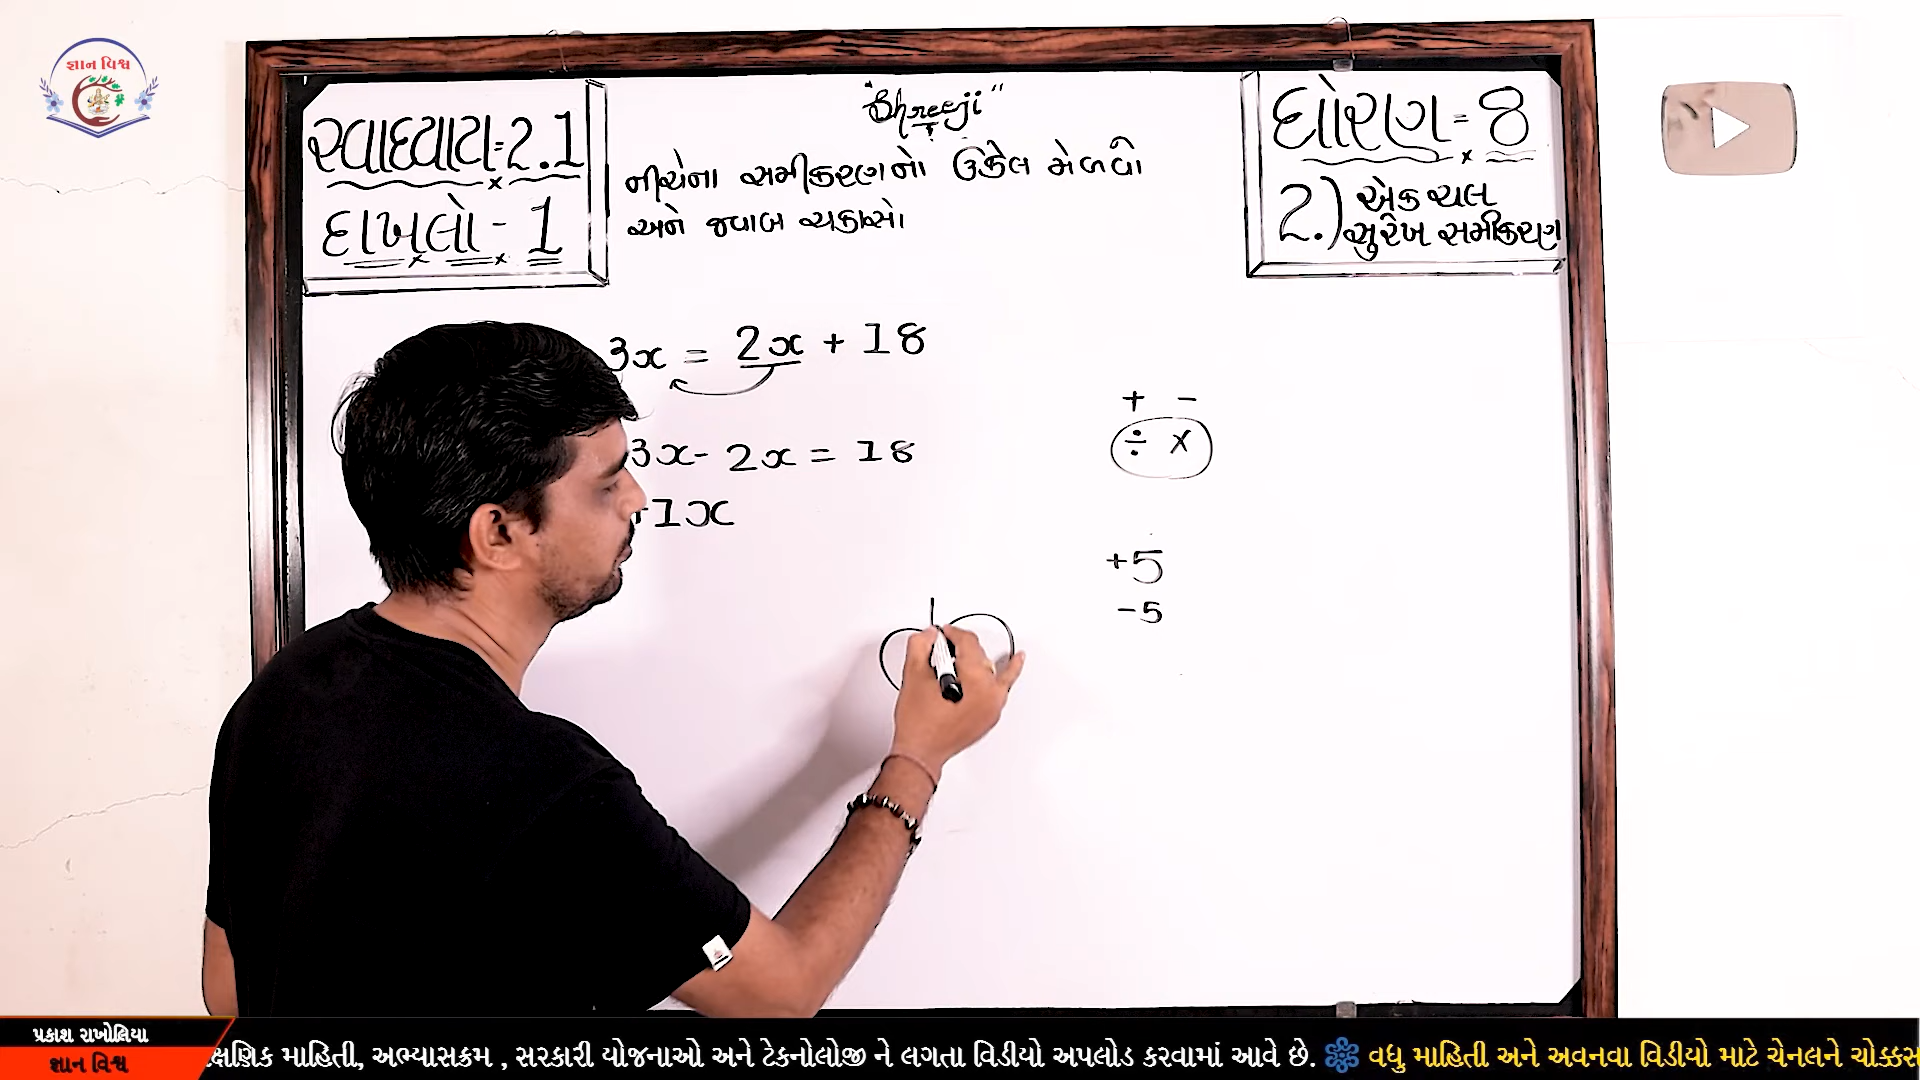 જ્ઞાન વિશ્વ
સ્વાધ્યાય=2.1
દાખલો - 1
"Shreeji"
નીચેના સમીકરણનો ઉકેલ મેળવો
અને જવાબ ચકાસો
ધોરણ = 8
2.) એક ચલ
સુરેખ સમીકરણ
3x = 2x + 18
3x - 2x = 18
+1x
+ -
÷ ×
+5
-5
પ્રકાશ રાખોલિયા
જ્ઞાન વિશ્વ
ક્ષણિક માહિતી, અભ્યાસક્રમ , સરકારી યોજનાઓ અને ટેકનોલોજી ને લગતા વિડીયો અપલોડ કરવામાં આવે છે. વધુ માહિતી અને અવનવા વિડીયો માટે ચેનલને ચોક્કસ